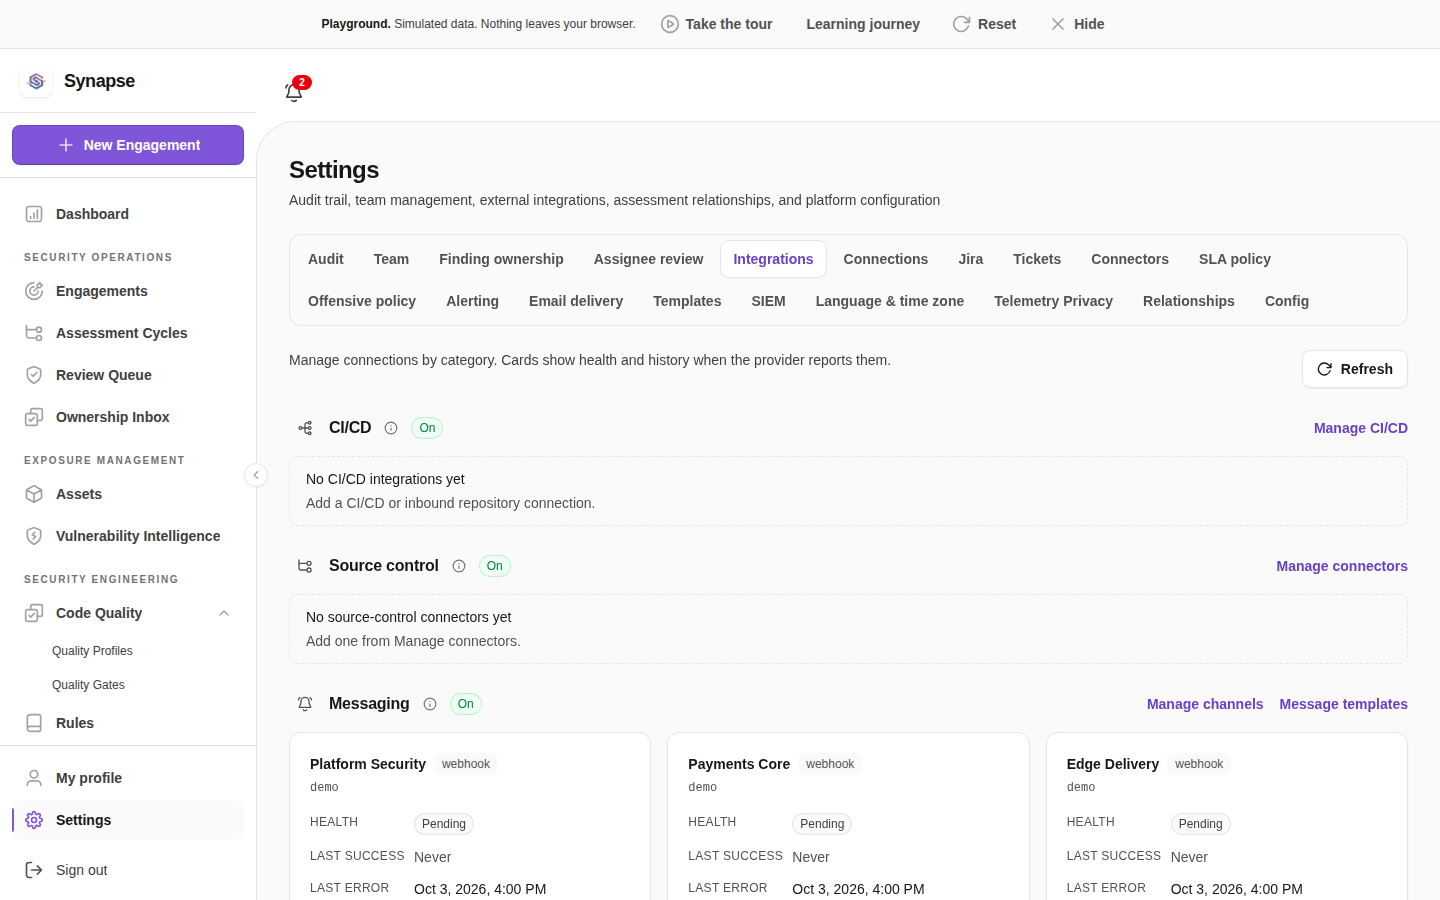 Playground. Simulated data. Nothing leaves your browser.
Take the tour
Learning journey
Reset
Hide
Synapse
2
New Engagement
Dashboard
SECURITY OPERATIONS
Engagements
Assessment Cycles
Review Queue
Ownership Inbox
EXPOSURE MANAGEMENT
Assets
Vulnerability Intelligence
SECURITY ENGINEERING
Code Quality
Quality Profiles
Quality Gates
Rules
My profile
Settings
Sign out
Settings
Audit trail, team management, external integrations, assessment relationships, and platform configuration
Audit Team Finding ownership Assignee review Integrations Connections Jira Tickets Connectors SLA policy
Offensive policy Alerting Email delivery Templates SIEM Language & time zone Telemetry Privacy Relationships Config
Manage connections by category. Cards show health and history when the provider reports them.
Refresh
CI/CD On Manage CI/CD
No CI/CD integrations yet
Add a CI/CD or inbound repository connection.
Source control On Manage connectors
No source-control connectors yet
Add one from Manage connectors.
Messaging On Manage channels Message templates
Platform Security webhook
demo
HEALTH Pending
LAST SUCCESS Never
LAST ERROR Oct 3, 2026, 4:00 PM
Payments Core webhook
demo
HEALTH Pending
LAST SUCCESS Never
LAST ERROR Oct 3, 2026, 4:00 PM
Edge Delivery webhook
demo
HEALTH Pending
LAST SUCCESS Never
LAST ERROR Oct 3, 2026, 4:00 PM